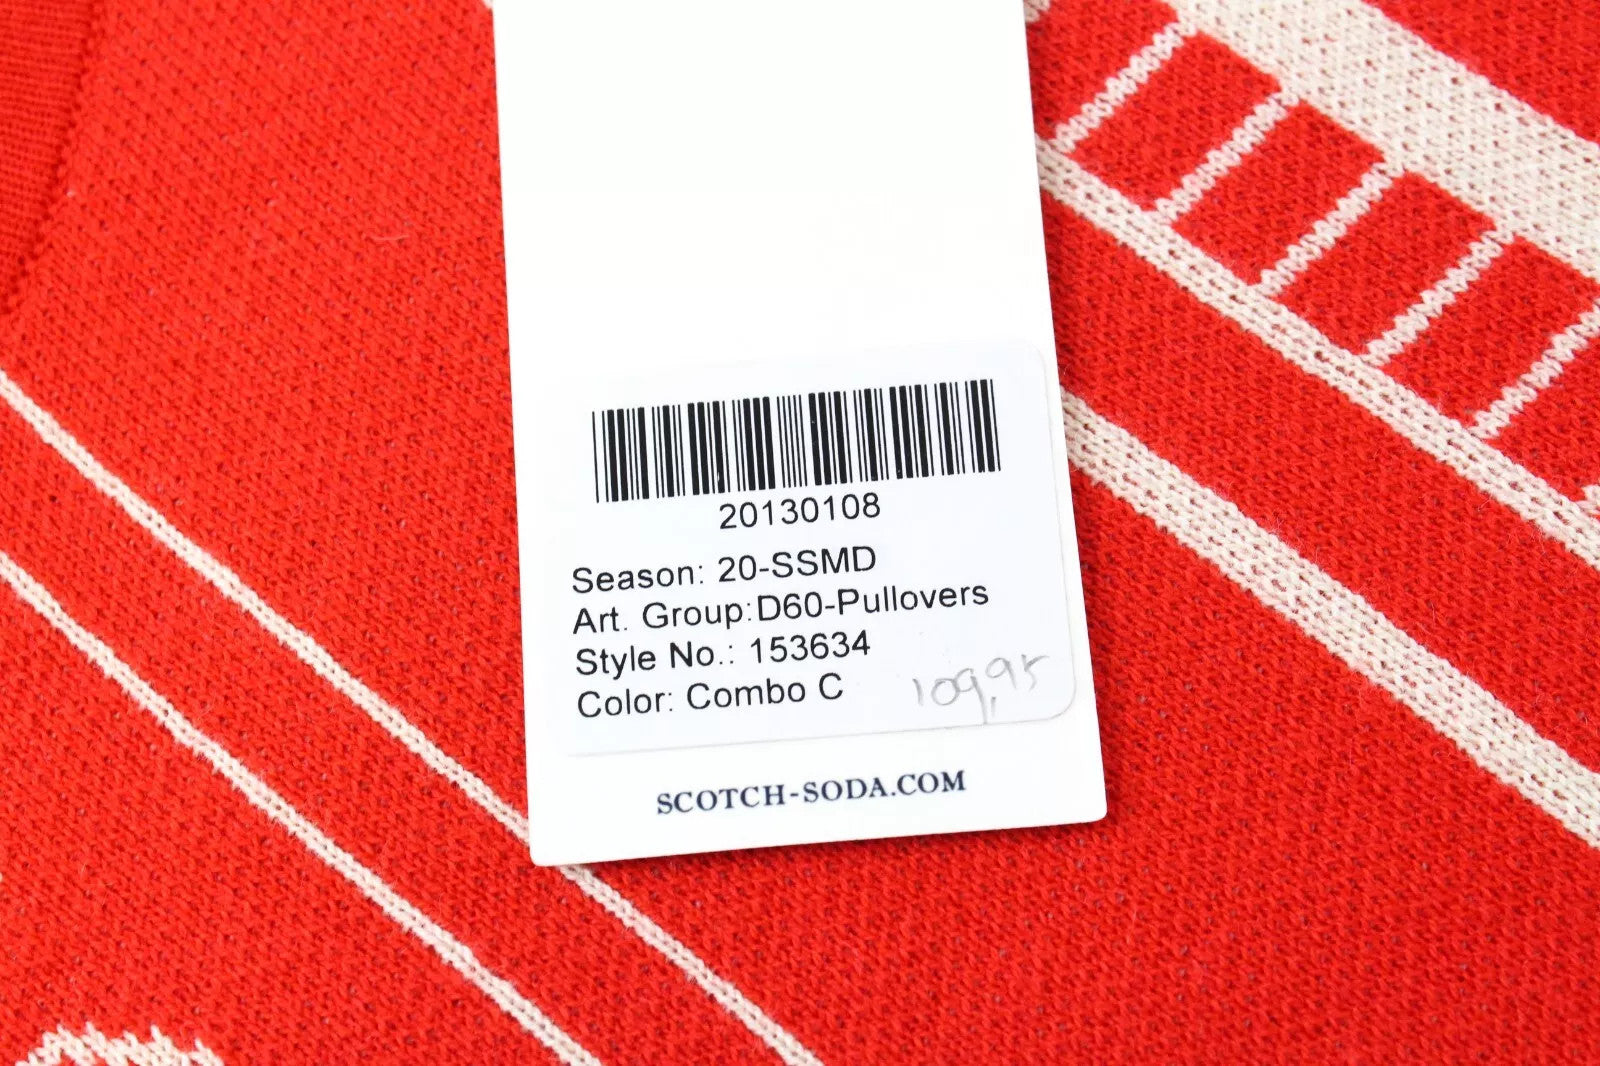 20130108
Season: 20-SSMD
Art. Group:D60-Pullovers
Style No.: 153634
Color: Combo C
109,95
SCOTCH-SODA.COM